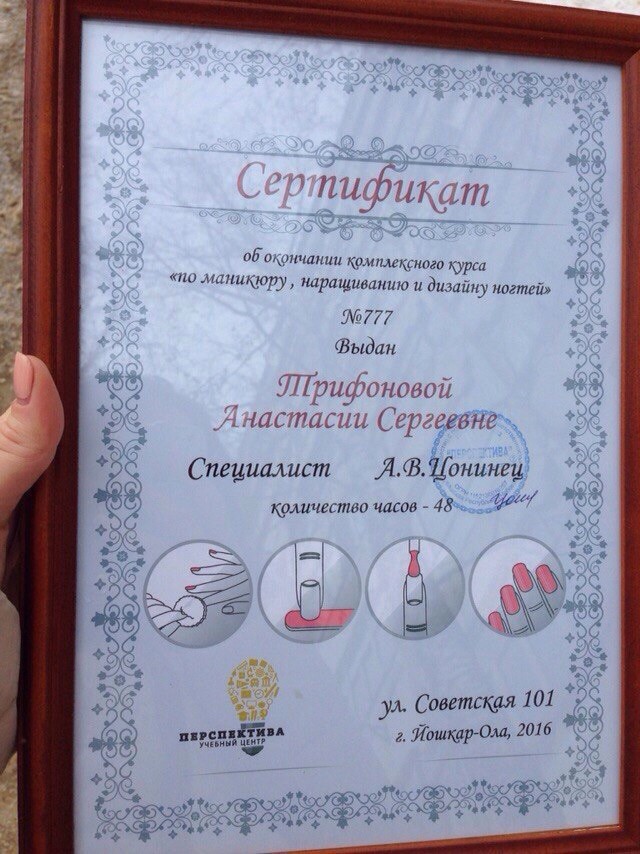 Сертификат
об окончании комплексного курса
«по маникюру , наращиванию и дизайну ногтей»
№777
Выдан
Трифоновой
Анастасии Сергеевне
Специалист А.В.Цонинец
количество часов - 48
"ПЕРСПЕКТИВА"
ПЕРСПЕКТИВА
УЧЕБНЫЙ ЦЕНТР
ул. Советская 101
г. Йошкар-Ола, 2016